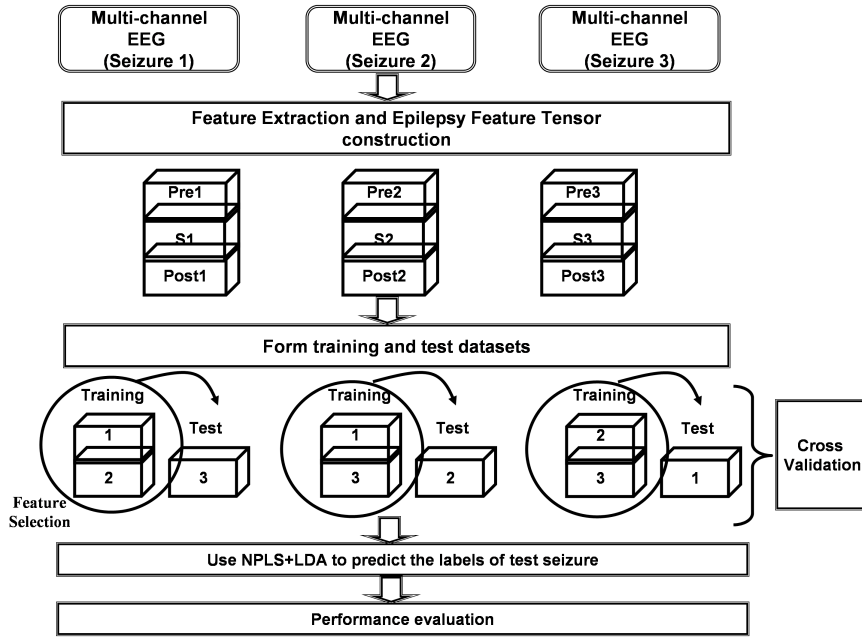 Multi-channel
EEG
(Seizure 1)
Multi-channel
EEG
(Seizure 2)
Multi-channel
EEG
(Seizure 3)
Feature Extraction and Epilepsy Feature Tensor
construction
Pre1
S1
Post1
Pre2
S2
Post2
Pre3
S3
Post3
Form training and test datasets
Training
1
2
Test
3
Feature
Selection
Training
1
3
Test
2
Training
2
3
Test
1
Cross
Validation
Use NPLS+LDA to predict the labels of test seizure
Performance evaluation